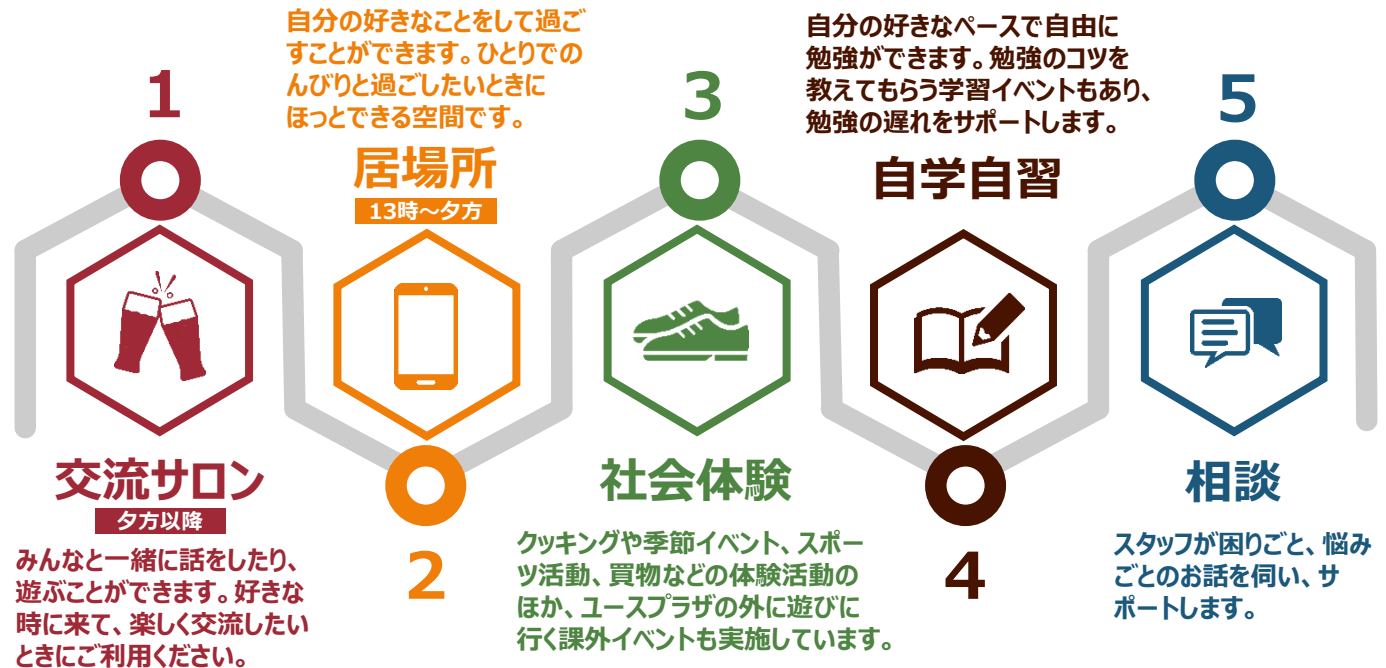 1
交流サロン
夕方以降
みんなと一緒に話をしたり、
遊ぶことができます。好きな
時に来て、楽しく交流したい
ときにご利用ください。
自分の好きなことをして過ご
すことができます。ひとりでの
んびりと過ごしたいときに
ほっとできる空間です。
居場所
13時～夕方
2
3
社会体験
クッキングや季節イベント、スポー
ツ活動、買物などの体験活動の
ほか、ユースプラザの外に遊びに
行く課外イベントも実施しています。
自分の好きなペースで自由に
勉強ができます。勉強のコツを
教えてもらう学習イベントもあり、
勉強の遅れをサポートします。
自学自習
4
5
相談
スタッフが困りごと、悩み
ごとのお話を伺い、サ
ポートします。